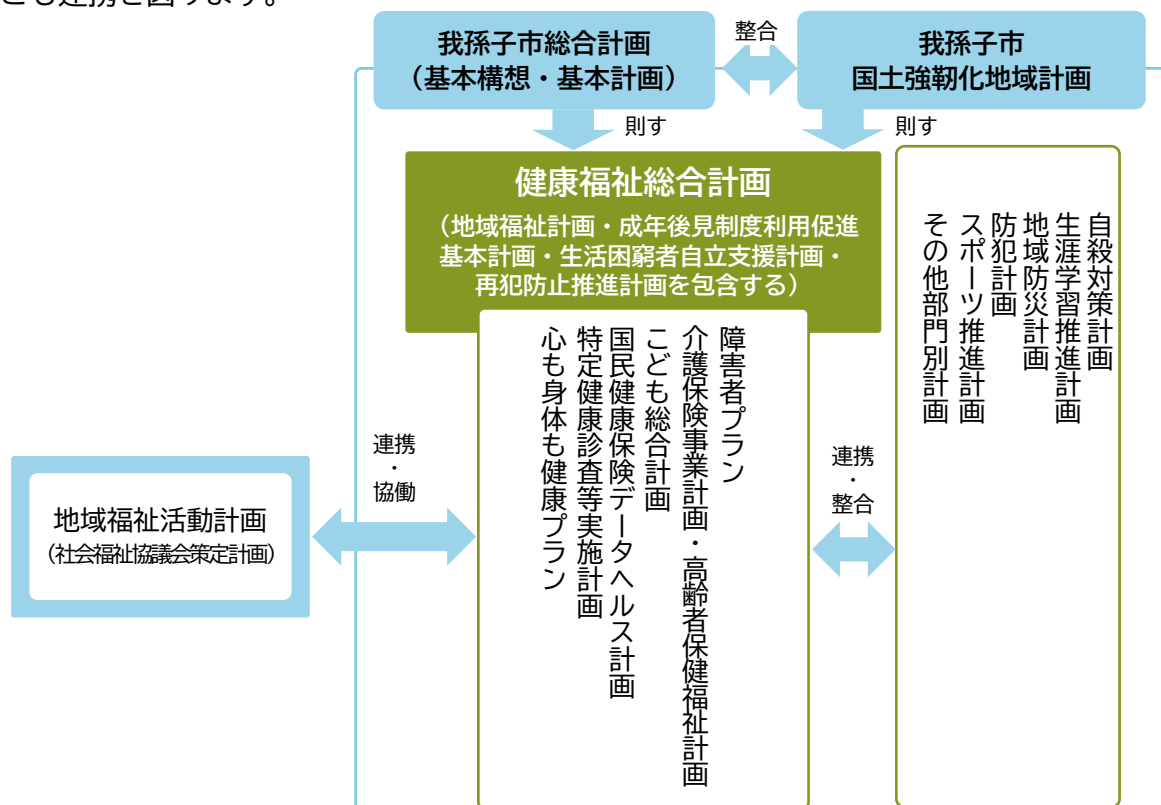 とも連携を図ります。
我孫子市総合計画
（基本構想・基本計画）
整合
我孫子市
国土強靭化地域計画
則す
則す
健康福祉総合計画
（地域福祉計画・成年後見制度利用促進
基本計画・生活困窮者自立支援計画・
再犯防止推進計画を包含する）
障害者プラン
介護保険事業計画・高齢者保健福祉計画
こども総合計画
国民健康保険データヘルス計画
特定健康診査等実施計画
心も身体も健康プラン
自殺対策計画
生涯学習推進計画
地域防災計画
防犯計画
スポーツ推進計画
その他部門別計画
連携
・
協働
連携
・
整合
地域福祉活動計画
（社会福祉協議会策定計画）